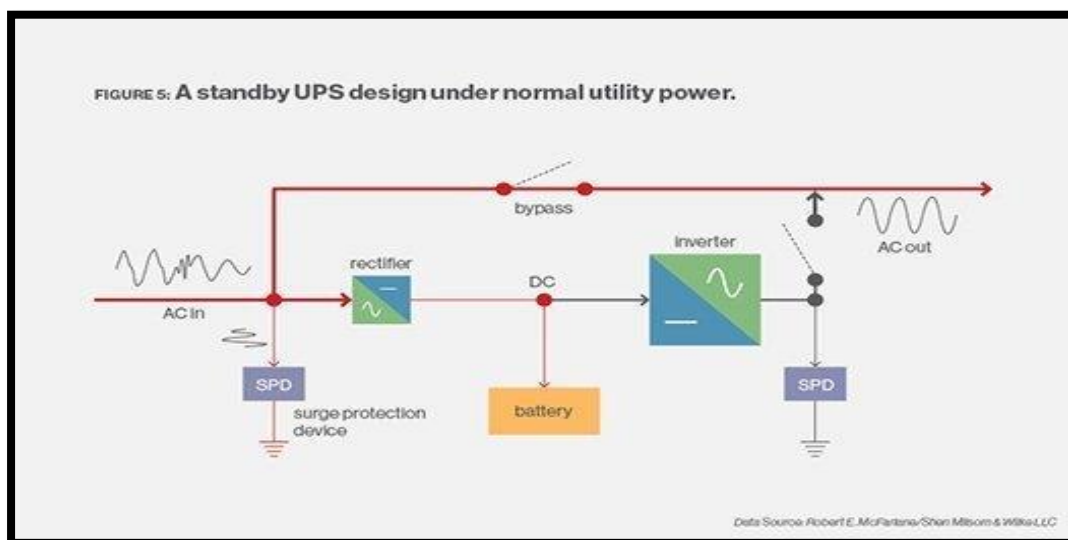 FIGURE 5: A standby UPS design under normal utility power.
bypass
AC out
inverter
rectifier
DC
AC in
SPD
surge protection
device
battery
SPD
Data Source: Robert E. McFarlane/Shen Milsom & Wilke LLC